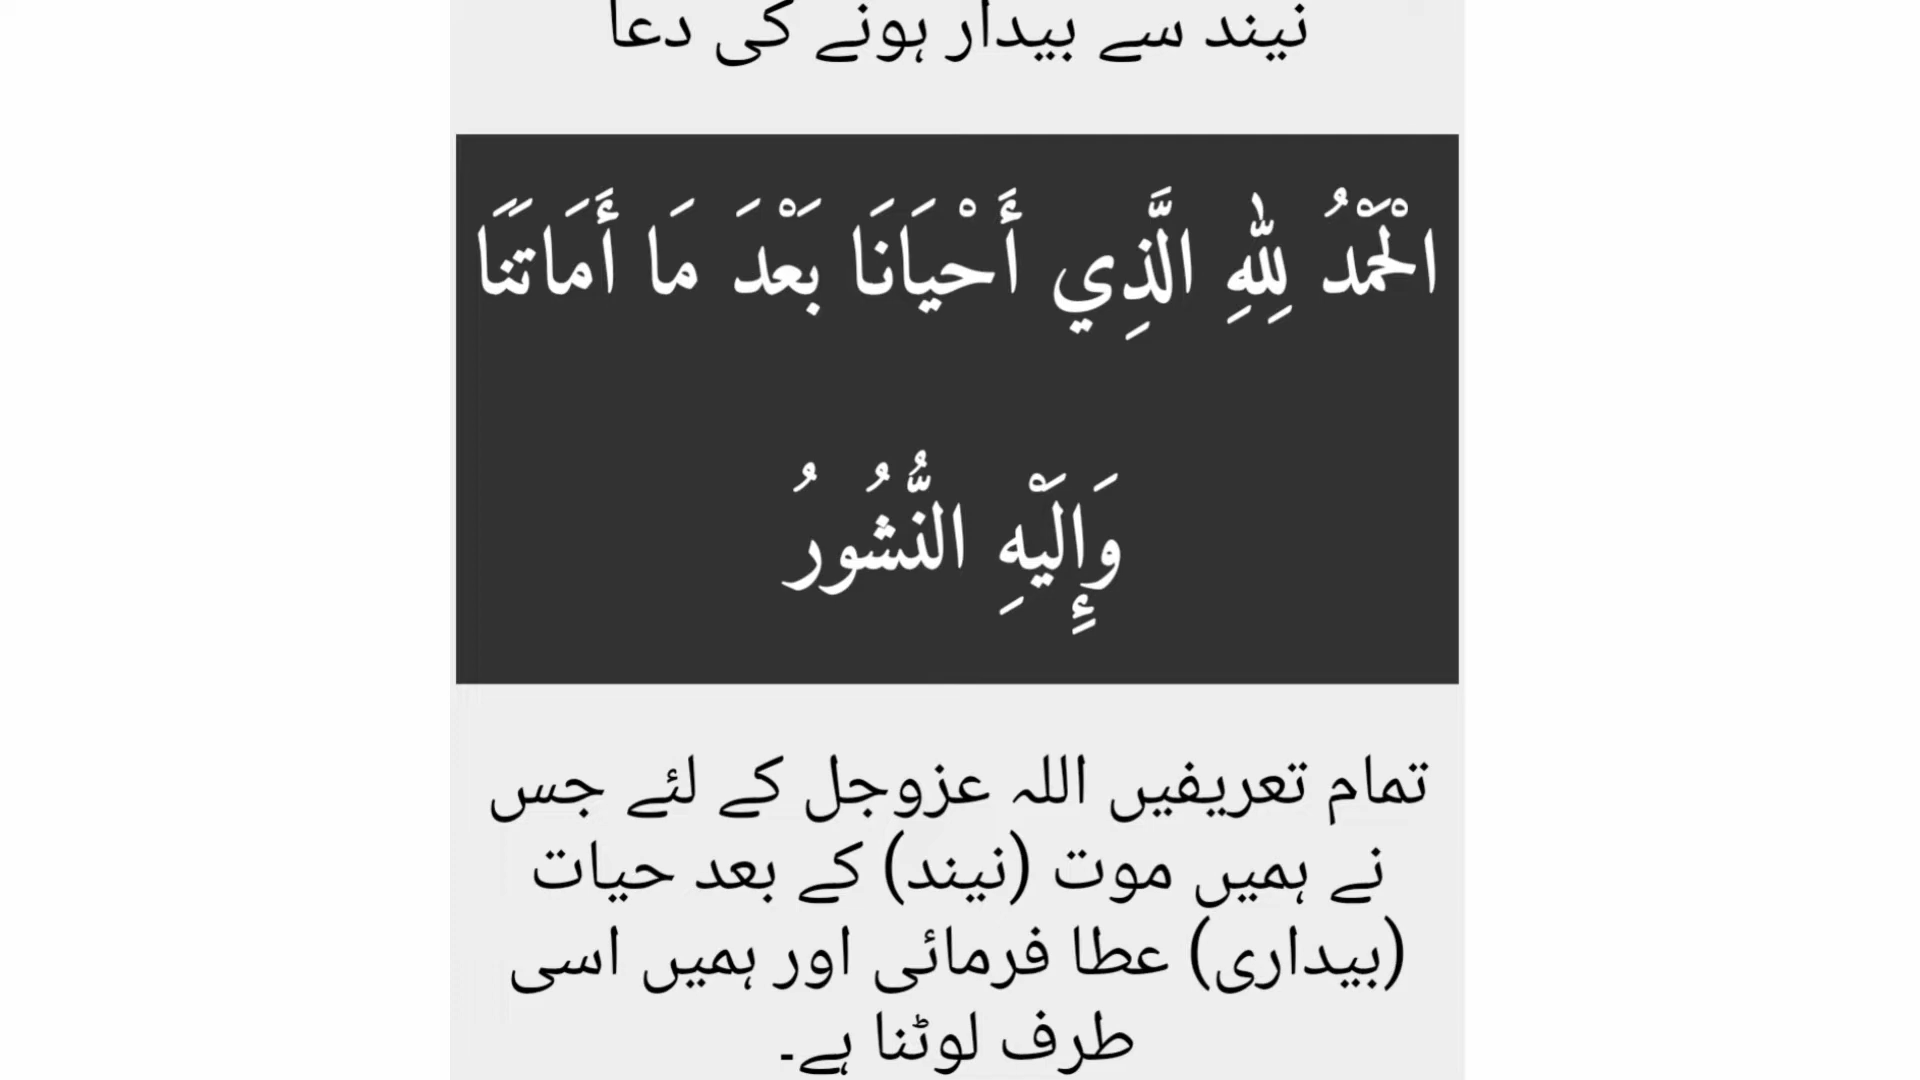 نیند سے بیدار ہونے کی دعا
الْحَمْدُ لِلّٰهِ الَّذِي أَحْيَانَا بَعْدَ مَا أَمَاتَنَا
وَإِلَيْهِ النُّشُورُ
تمام تعریفیں اللہ عزوجل کے لئے جس
نے ہمیں موت (نیند) کے بعد حیات
(بیداری) عطا فرمائی اور ہمیں اسی
طرف لوٹنا ہے۔